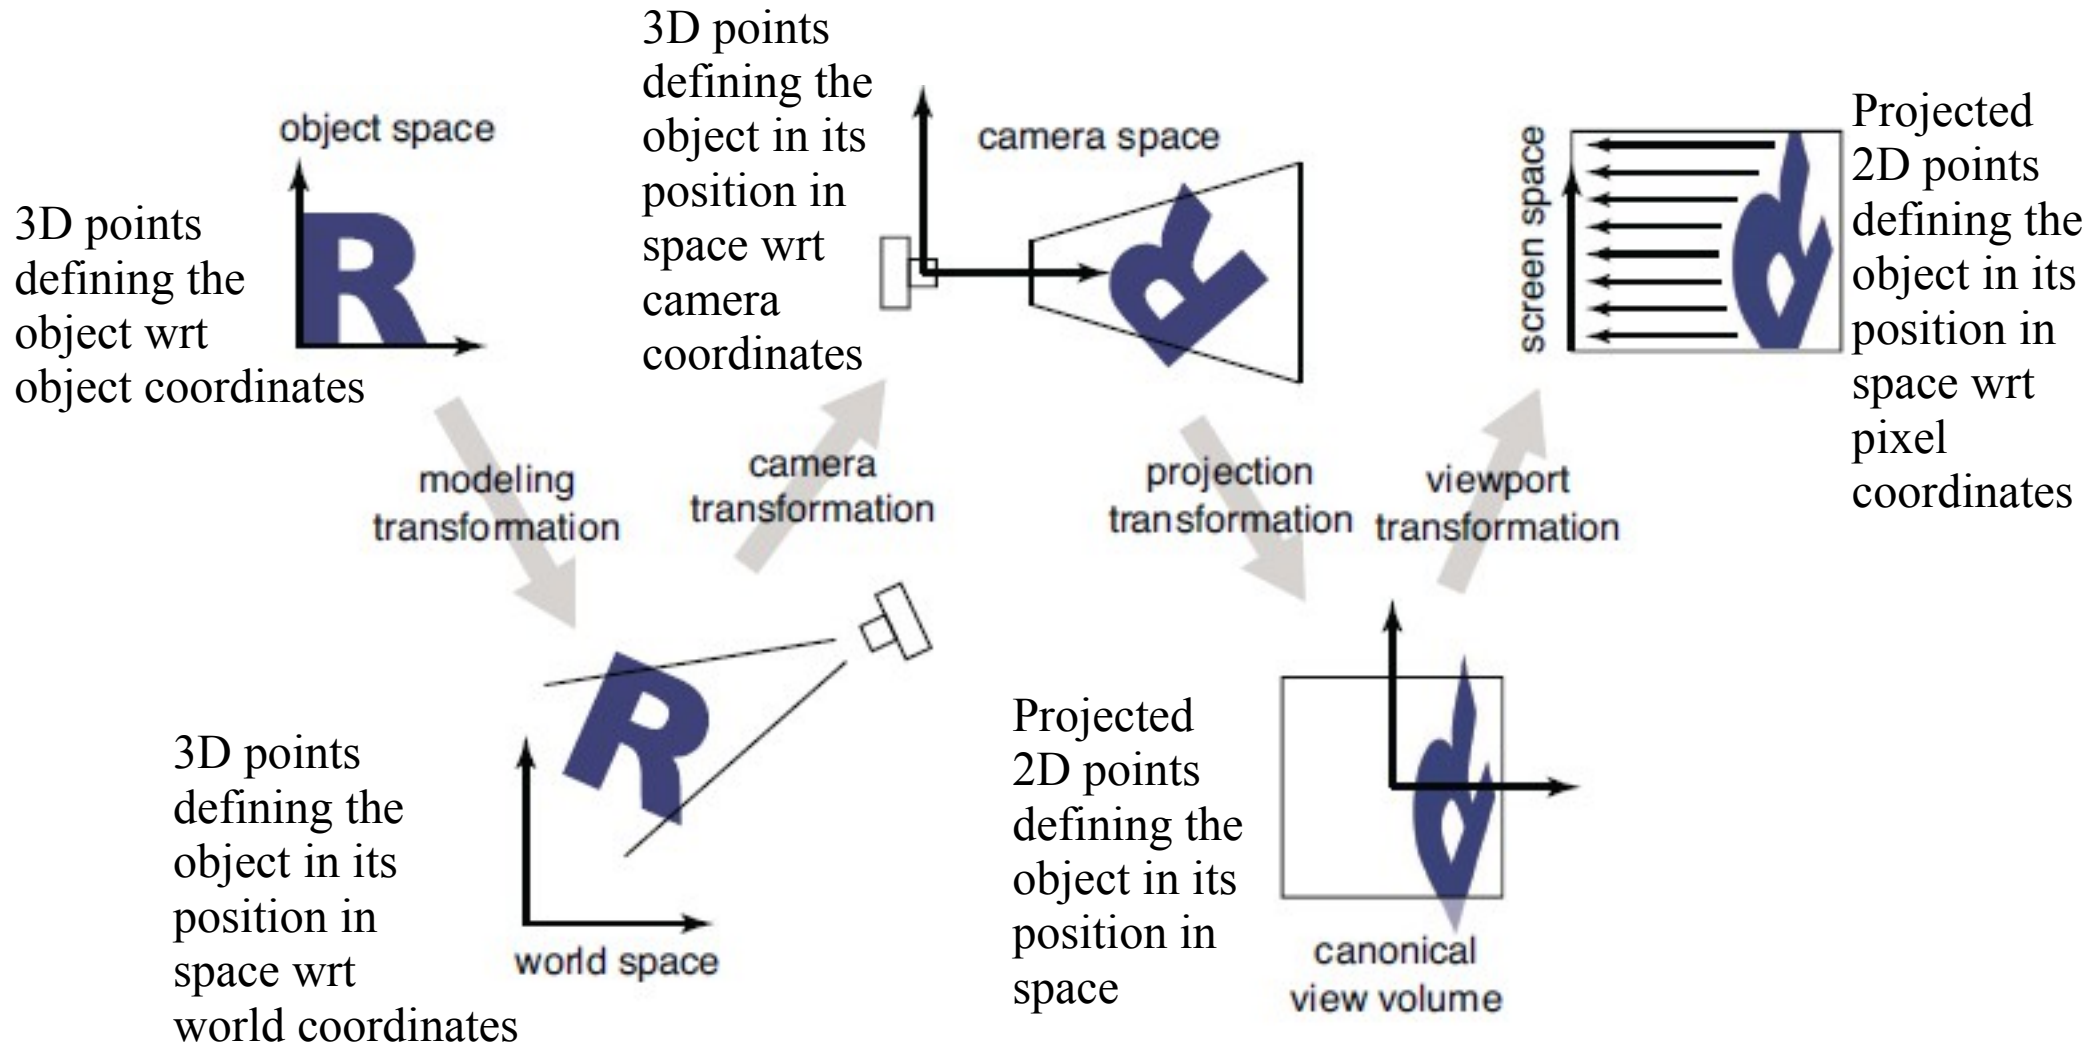 object space
3D points
defining the
object wrt
object coordinates
modeling
transformation
3D points
defining the
object in its
position in
space wrt
world coordinates
world space
camera
transformation
3D points
defining the
object in its
position in
space wrt
camera
coordinates
camera space
projection
transformation
Projected
2D points
defining the
object in its
position in
space
canonical
view volume
viewport
transformation
screen space
Projected
2D points
defining the
object in its
position in
space wrt
pixel
coordinates
R
R
R
R
R